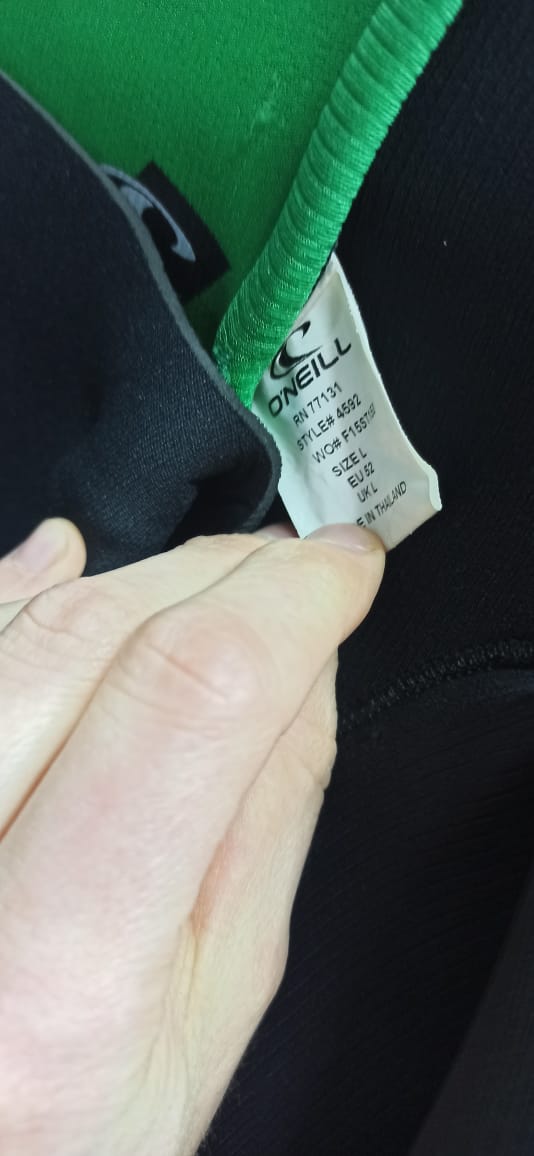 O'NEILL
RN 77131
STYLE# 4592
SIZE L
EU 52
UK L
IN THAILAND